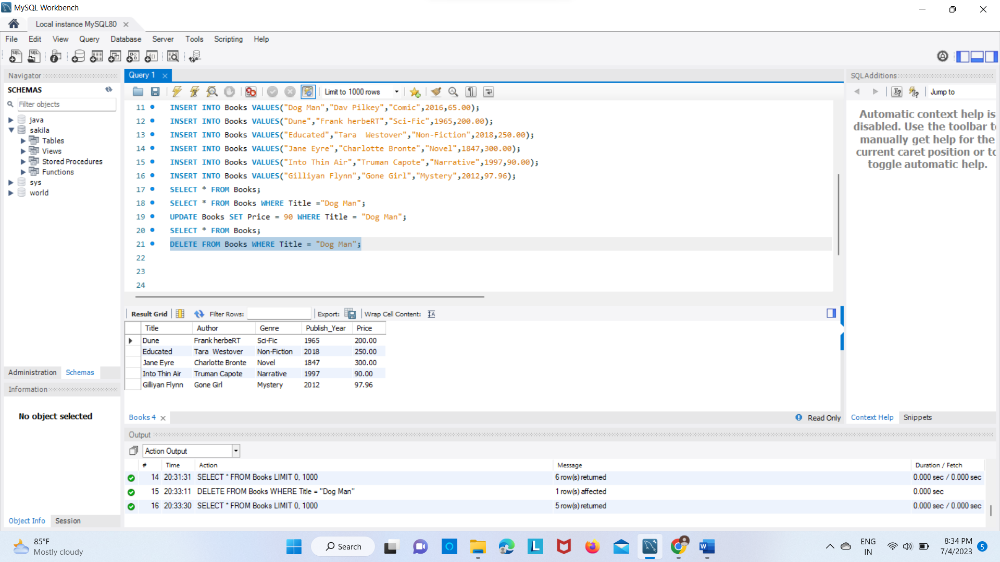 MySQL Workbench
Local instance MySQL80
File Edit View Query Database Server Tools Scripting Help
Navigator
SCHEMAS
Filter objects
java
sakila
Tables
Views
Stored Procedures
Functions
sys
world
Administration Schemas
Information
No object selected
Object Info Session
Query 1
Limit to 1000 rows
11 INSERT INTO Books VALUES("Dog Man","Dav Pilkey","Comic",2016,65.00);
12 INSERT INTO Books VALUES("Dune","Frank herbeRT","Sci-Fic",1965,200.00);
13 INSERT INTO Books VALUES("Educated","Tara  Westover","Non-Fiction",2018,250.00);
14 INSERT INTO Books VALUES("Jane Eyre","Charlotte Bronte","Novel",1847,300.00);
15 INSERT INTO Books VALUES("Into Thin Air","Truman Capote","Narrative",1997,90.00);
16 INSERT INTO Books VALUES("Gilliyan Flynn","Gone Girl","Mystery",2012,97.96);
17 SELECT * FROM Books;
18 SELECT * FROM Books WHERE Title ="Dog Man";
19 UPDATE Books SET Price = 90 WHERE Title = "Dog Man";
20 SELECT * FROM Books;
21 DELETE FROM Books WHERE Title = "Dog Man";
22
23
24
Result Grid Filter Rows: Export: Wrap Cell Content:
Title Author Genre Publish_Year Price
Dune Frank herbeRT Sci-Fic 1965 200.00
Educated Tara  Westover Non-Fiction 2018 250.00
Jane Eyre Charlotte Bronte Novel 1847 300.00
Into Thin Air Truman Capote Narrative 1997 90.00
Gilliyan Flynn Gone Girl Mystery 2012 97.96
Books 4
Read Only
SQLAdditions
Jump to
Automatic context help is
disabled. Use the toolbar t
manually get help for the
current caret position or to
toggle automatic help.
Context Help Snippets
Output
Action Output
# Time Action Message Duration / Fetch
14 20:31:31 SELECT * FROM Books LIMIT 0, 1000 6 row(s) returned 0.000 sec / 0.000 sec
15 20:33:11 DELETE FROM Books WHERE Title = "Dog Man" 1 row(s) affected 0.000 sec
16 20:33:30 SELECT * FROM Books LIMIT 0, 1000 5 row(s) returned 0.000 sec / 0.000 sec
85°F
Mostly cloudy
Search
ENG
IN
8:34 PM
7/4/2023
5